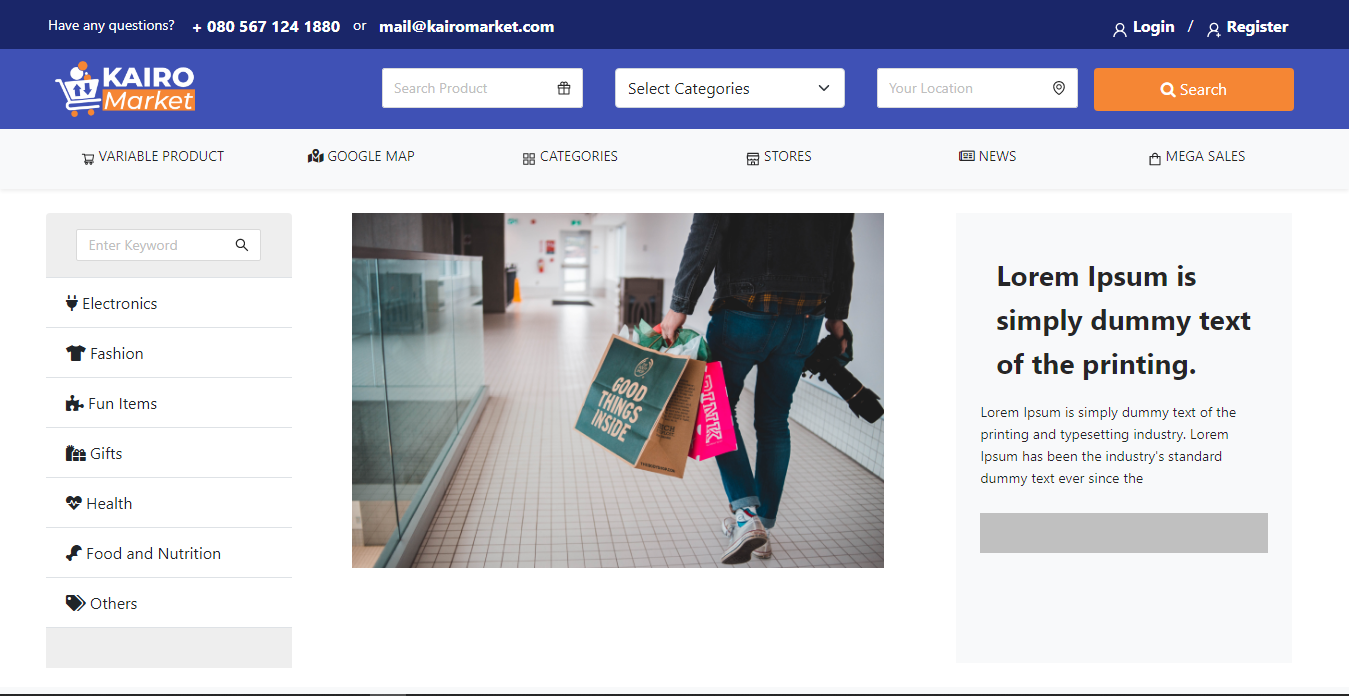 Have any questions? + 080 567 124 1880 or mail@kairomarket.com
Login / Register
KAIRO
Market
Search Product
Select Categories
Your Location
Search
VARIABLE PRODUCT
GOOGLE MAP
CATEGORIES
STORES
NEWS
MEGA SALES
Enter Keyword
Electronics
Fashion
Fun Items
Gifts
Health
Food and Nutrition
Others
GOOD
THINGS
INSIDE
PINK
Lorem Ipsum is
simply dummy text
of the printing.
Lorem Ipsum is simply dummy text of the
printing and typesetting industry. Lorem
Ipsum has been the industry's standard
dummy text ever since the